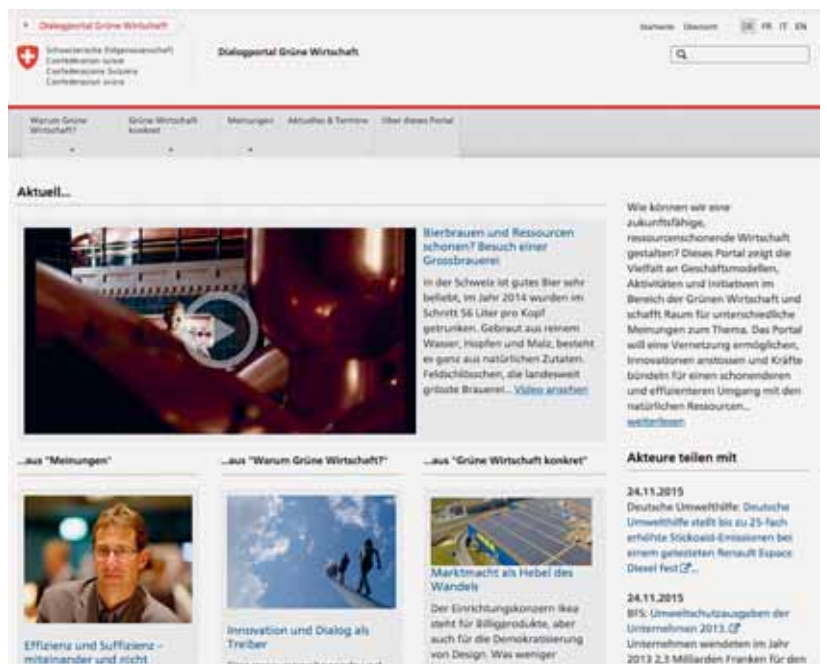 Dialogportal Grüne Wirtschaft
Startseite Übersicht DE FR IT EN
Schweizerische Eidgenossenschaft
Confédération suisse
Confederazione Svizzera
Confederaziun svizra
Dialogportal Grüne Wirtschaft
Warum Grüne
Wirtschaft?
Grüne Wirtschaft
konkret
Meinungen
Aktuelles & Termine
Über dieses Portal
Aktuell...
Bierbrauen und Ressourcen
schonen? Besuch einer
Grossbrauerei
In der Schweiz ist gutes Bier sehr
beliebt, im Jahr 2014 wurden im
Schnitt 56 Liter pro Kopf
getrunken. Gebraut aus reinem
Wasser, Hopfen und Malz, besteht
es ganz aus natürlichen Zutaten.
Feldschlösschen, die landesweit
grösste Brauerei... Video ansehen
Wie können wir eine
zukunftsfähige,
ressourcenschonende Wirtschaft
gestalten? Dieses Portal zeigt die
Vielfalt an Geschäftsmodellen,
Aktivitäten und Initiativen im
Bereich der Grünen Wirtschaft und
schafft Raum für unterschiedliche
Meinungen zum Thema. Das Portal
will eine Vernetzung ermöglichen,
Innovationen anstossen und Kräfte
bündeln für einen schonenderen
und effizienteren Umgang mit den
natürlichen Ressourcen...
weiterlesen
...aus "Meinungen"
Effizienz und Suffizienz –
miteinander und nicht
...aus "Warum Grüne Wirtschaft?"
Innovation und Dialog als
Treiber
...aus "Grüne Wirtschaft konkret"
Marktmacht als Hebel des
Wandels
Der Einrichtungskonzern Ikea
steht für Billigprodukte, aber
auch für die Demokratisierung
von Design. Was weniger
Akteure teilen mit
24.11.2015
Deutsche Umwelthilfe: Deutsche
Umwelthilfe stellt bis zu 25-fach
erhöhte Stickoxid-Emissionen bei
einem getesteten Renault Espace
Diesel fest...
24.11.2015
BFS: Umweltschutzausgaben der
Unternehmen 2013.
Unternehmen wendeten im Jahr
2013 2,3 Milliarden Franken für den